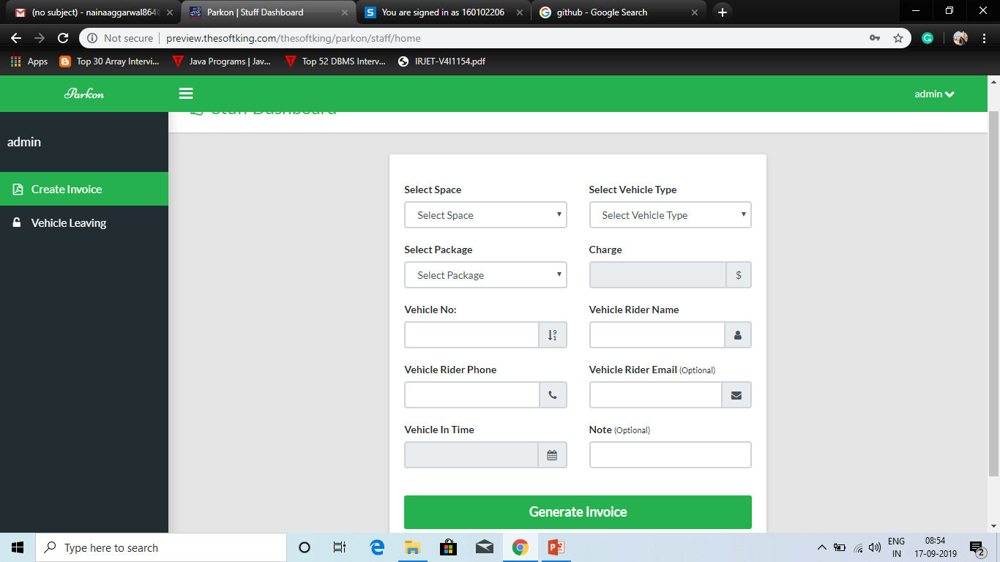 (no subject) - nainaaggarwal864
Parkon | Stuff Dashboard
You are signed in as 160102206
github - Google Search
Not secure
preview.thesoftking.com/thesoftking/parkon/staff/home
Apps
Top 30 Array Intervi...
Java Programs | Jav...
Top 52 DBMS Interv...
IRJET-V4I1154.pdf
Parkon
admin
Stuff Dashboard
admin
Create Invoice
Vehicle Leaving
Select Space
Select Vehicle Type
Select Space
Select Vehicle Type
Select Package
Charge
Select Package
$
Vehicle No:
Vehicle Rider Name
Vehicle Rider Phone
Vehicle Rider Email (Optional)
Vehicle In Time
Note (Optional)
Generate Invoice
Type here to search
ENG
IN
08:54
17-09-2019
2